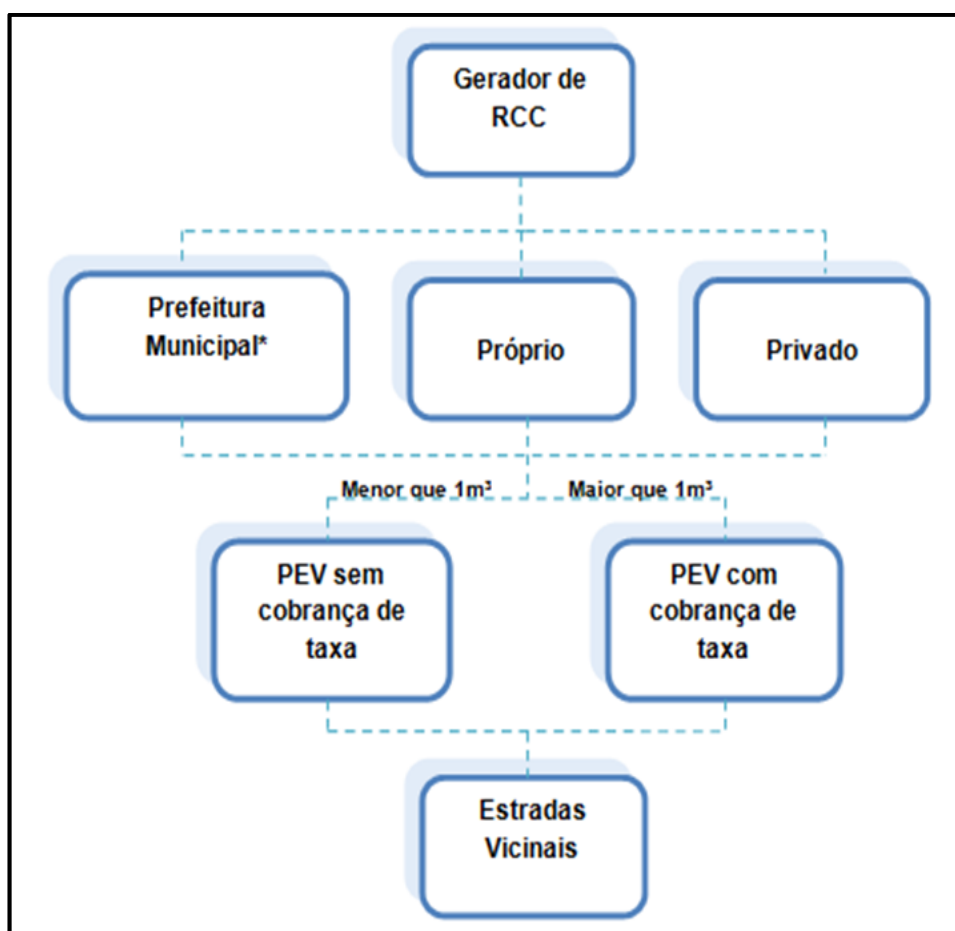 Gerador de
RCC
Prefeitura
Municipal*
Próprio
Privado
Menor que 1m³
Maior que 1m³
PEV sem
cobrança de
taxa
PEV com
cobrança de
taxa
Estradas
Vicinais